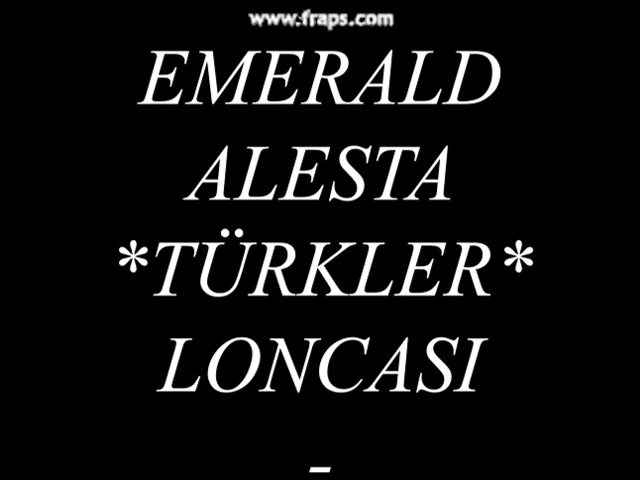 www.fraps.com
EMERALD
ALESTA
*TÜRKLER*
LONCASI
-